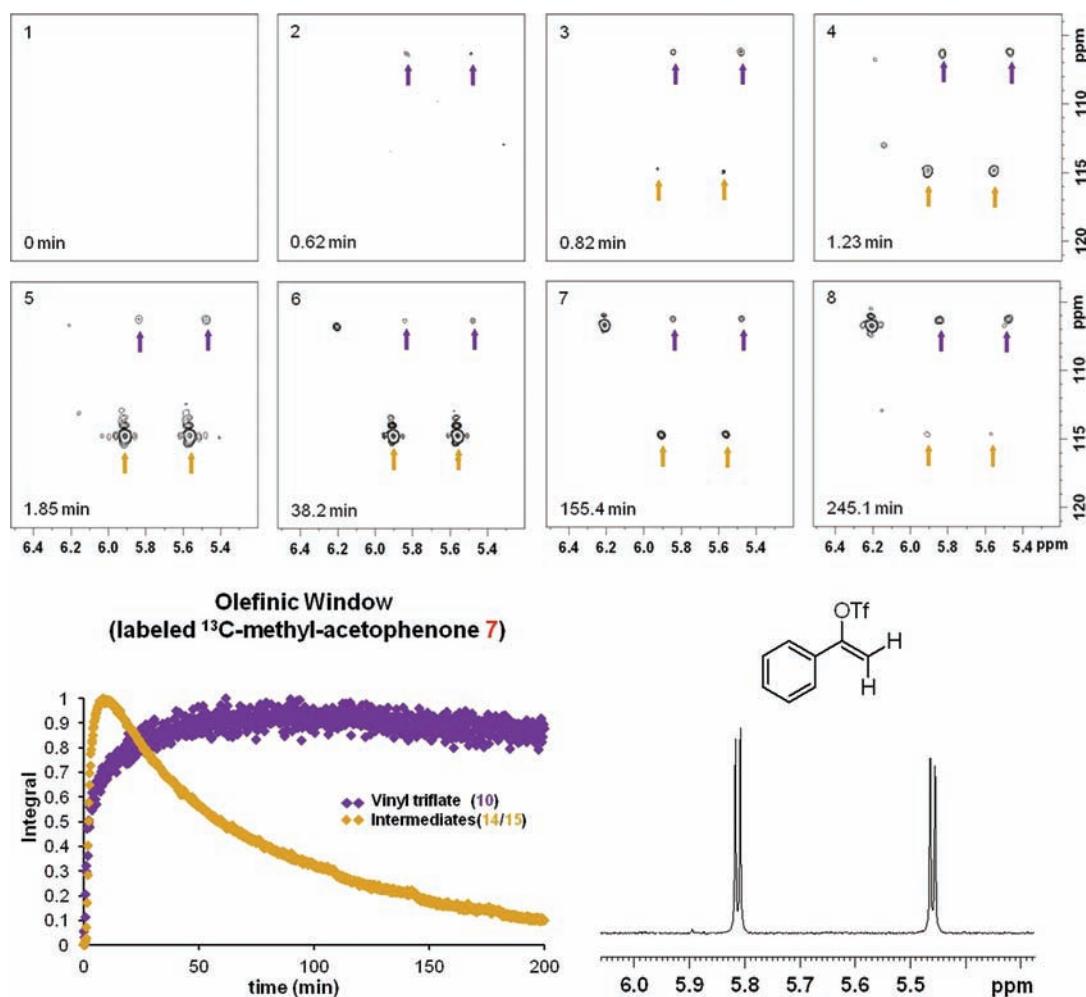 1
2
3
4
ppm
110
115
120
0 min
0.62 min
0.82 min
1.23 min
5
6
7
8
ppm
110
115
120
1.85 min
38.2 min
155.4 min
245.1 min
6.4 6.2 6.0 5.8 5.6 5.4
6.4 6.2 6.0 5.8 5.6 5.4
6.4 6.2 6.0 5.8 5.6 5.4
6.4 6.2 6.0 5.8 5.6 5.4 ppm
Olefinic Window
(labeled ¹³C-methyl-acetophenone 7)
1
0.9
0.8
0.7
0.6
0.5
0.4
0.3
0.2
0.1
0
Integral
Vinyl triflate (10)
Intermediates(14/15)
0 50 100 150 200
time (min)
OTf
H
H
6.0 5.9 5.8 5.7 5.6 5.5 ppm